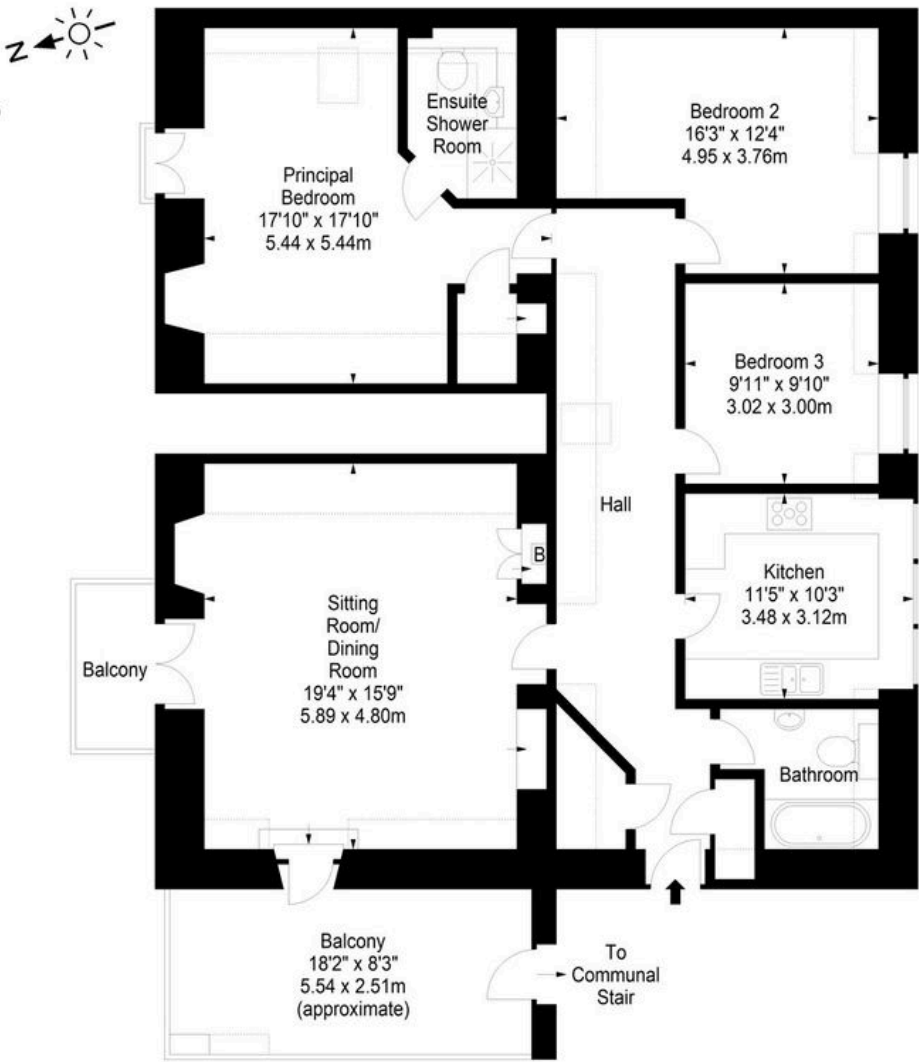 N
Principal
Bedroom
17'10" x 17'10"
5.44 x 5.44m
Ensuite
Shower
Room
Bedroom 2
16'3" x 12'4"
4.95 x 3.76m
Bedroom 3
9'11" x 9'10"
3.02 x 3.00m
Hall
B
Kitchen
11'5" x 10'3"
3.48 x 3.12m
Sitting
Room/
Dining
Room
19'4" x 15'9"
5.89 x 4.80m
Balcony
Bathroom
Balcony
18'2" x 8'3"
5.54 x 2.51m
(approximate)
To
Communal
Stair